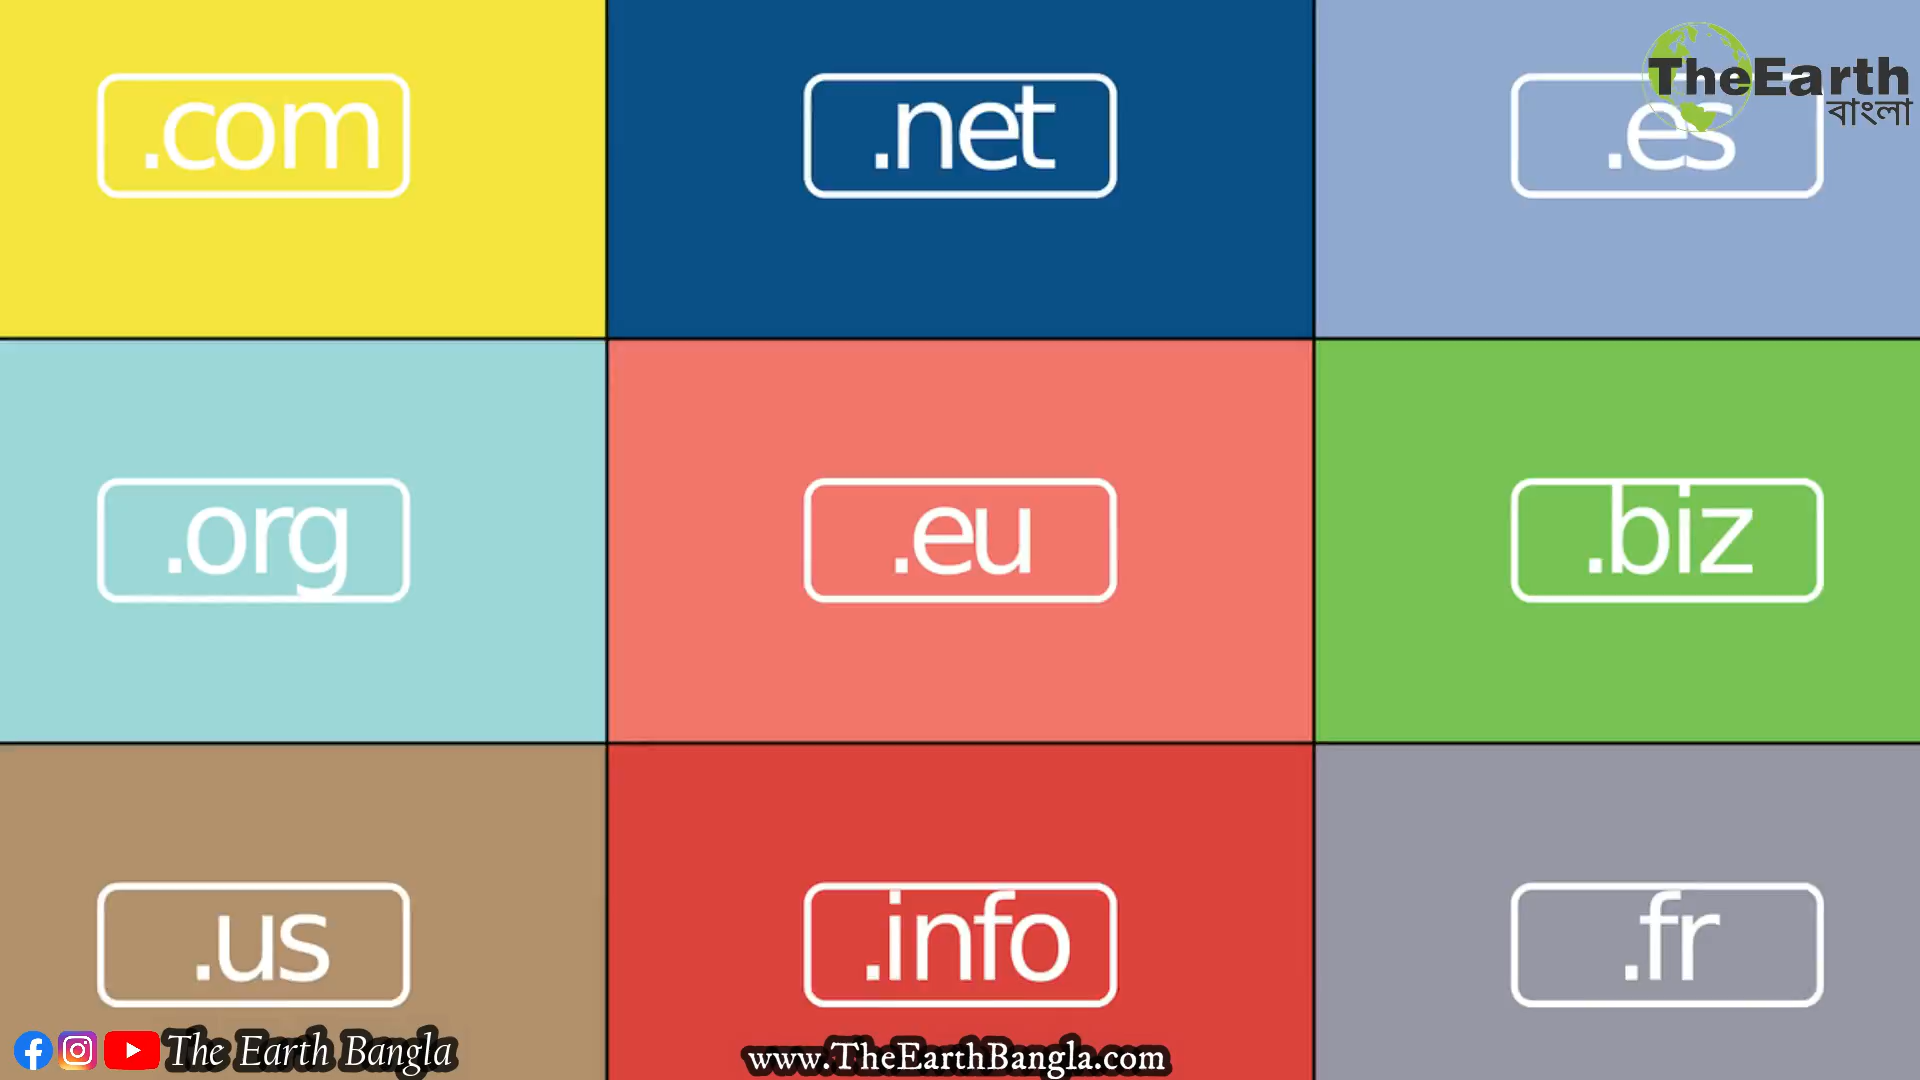 .com
.net
.es
TheEarth
বাংলা
.org
.eu
.biz
.us
.info
.fr
The Earth Bangla
www.TheEarthBangla.com